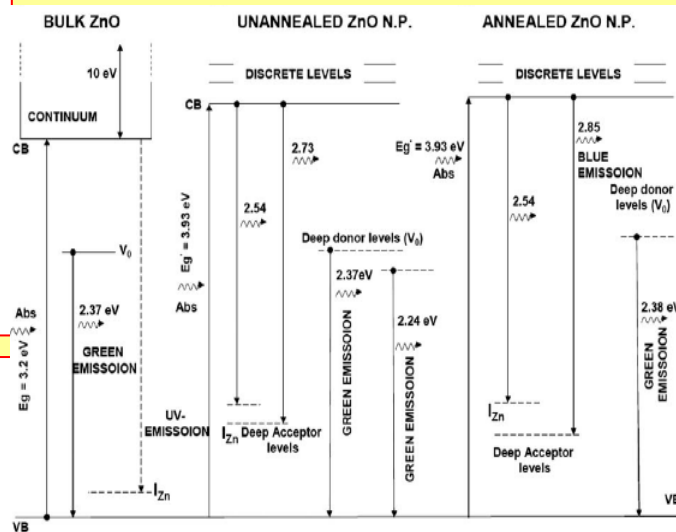 BULK ZnO
UNANNEALED ZnO N.P.
ANNEALED ZnO N.P.
10 eV
CONTINUUM
CB
V₀
Abs
2.37 eV
GREEN
EMISSOION
Eg = 3.2 eV
UV-
EMISSOION
I_Zn
VB
DISCRETE LEVELS
CB
2.73
2.54
Eg' = 3.93 eV
Abs
Deep donor levels (V₀)
2.37eV
2.24 eV
GREEN EMISSOION
GREEN EMISSOION
I_Zn Deep Acceptor
levels
DISCRETE LEVELS
Eg' = 3.93 eV
Abs
2.85
BLUE
EMISSOION
Deep donor
levels (V₀)
2.54
2.38 eV
GREEN
EMISSOION
I_Zn
Deep Acceptor
levels
VB